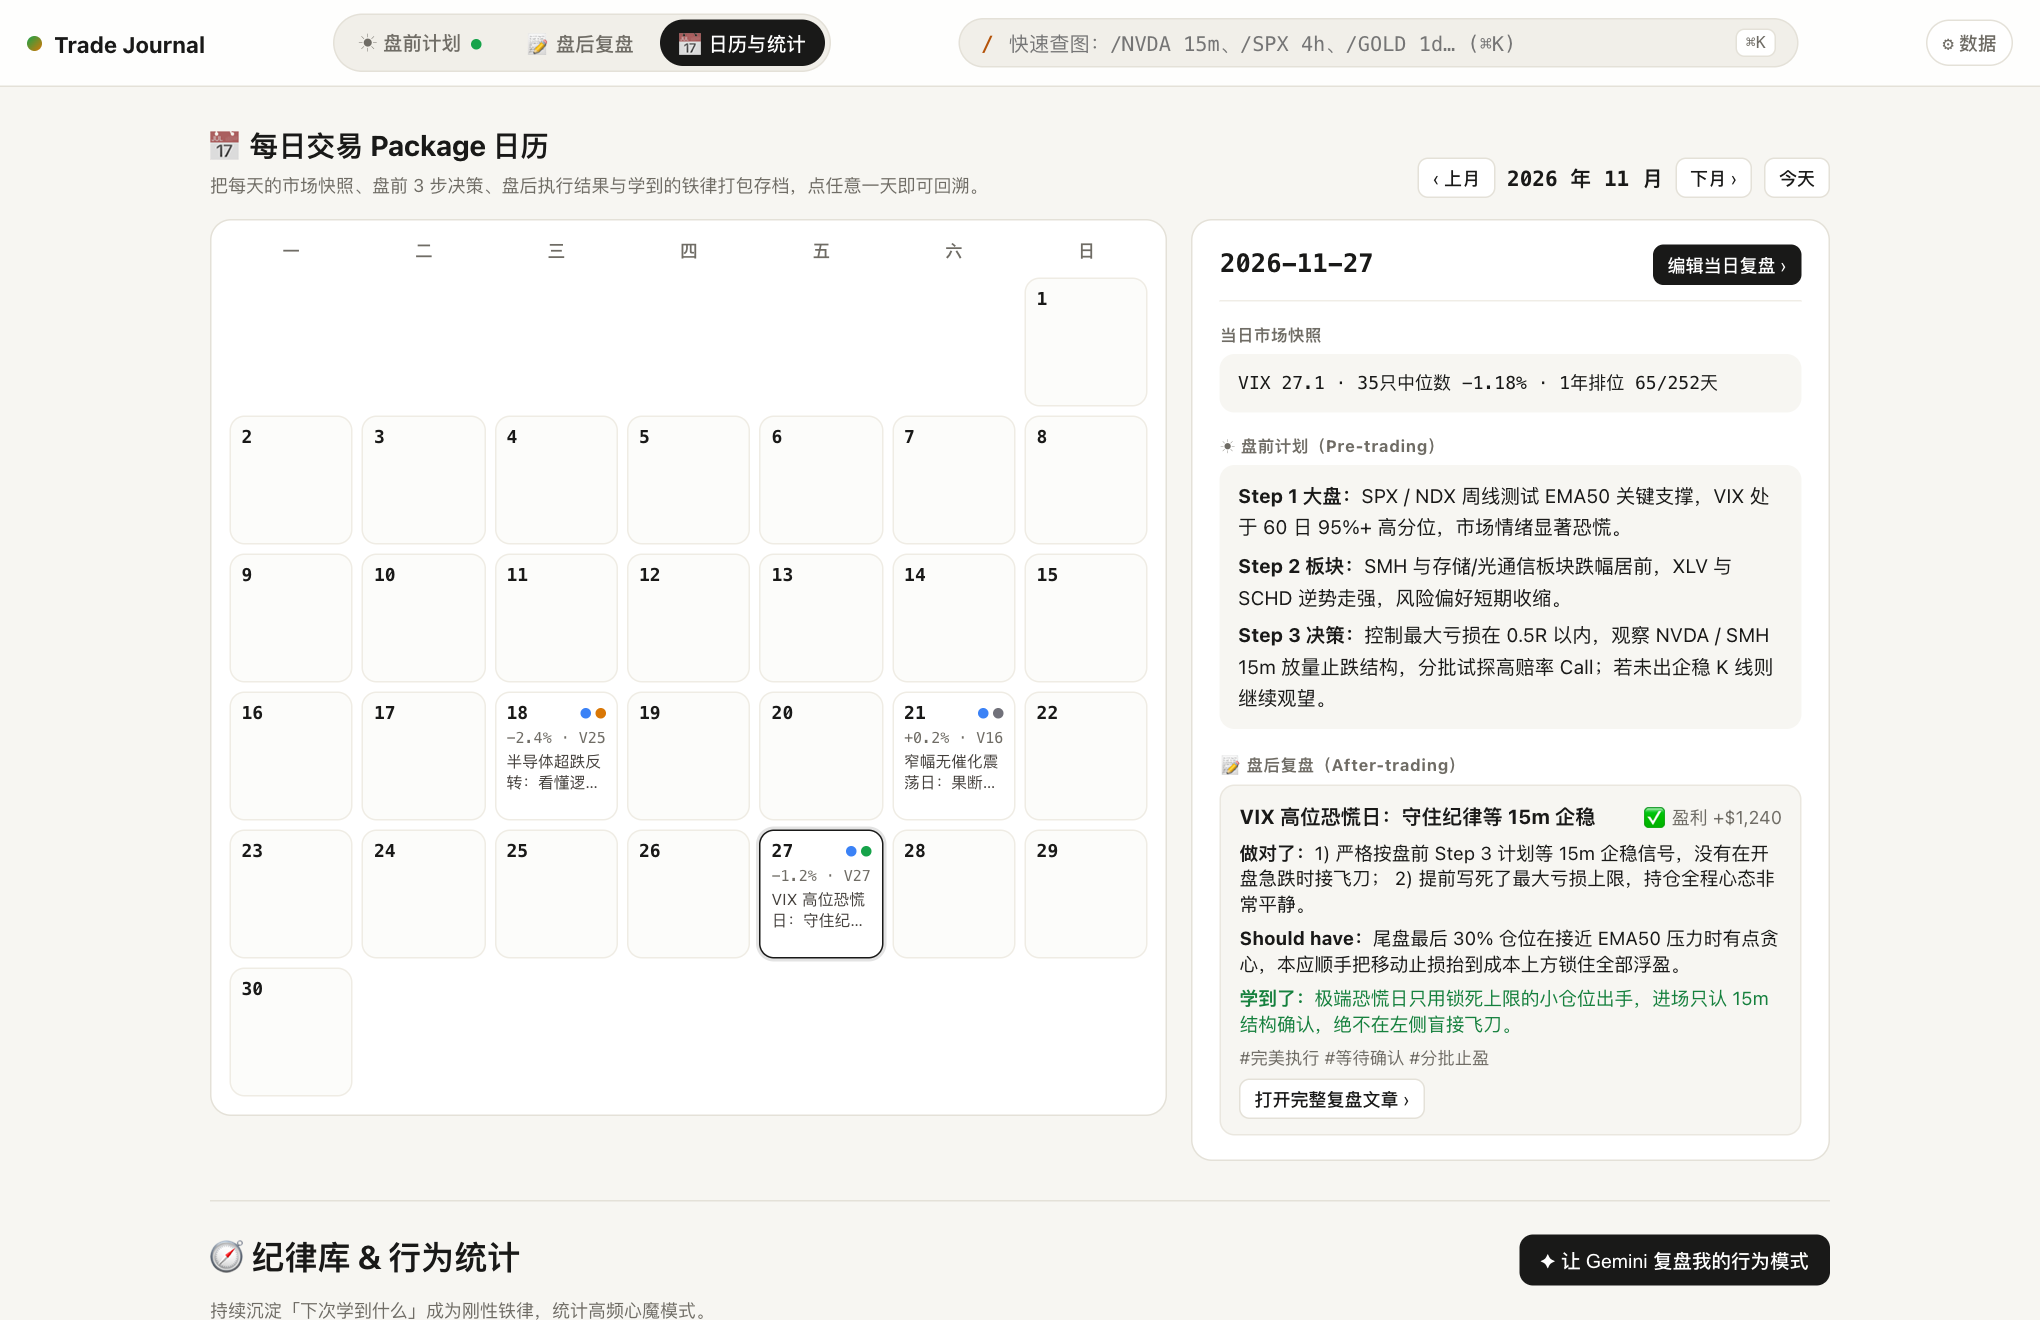 Trade Journal
盘前计划
盘后复盘
日历与统计
/ 快速查图：/NVDA 15m、/SPX 4h、/GOLD 1d… (⌘K)
⌘K
⚙ 数据
每日交易 Package 日历
把每天的市场快照、盘前 3 步决策、盘后执行结果与学到的铁律打包存档，点任意一天即可回溯。
‹ 上月
2026 年 11 月
下月 ›
今天
一 二 三 四 五 六 日
1
2 3 4 5 6 7 8
9 10 11 12 13 14 15
16 17
18
−2.4% · V25
半导体超跌反
转：看懂逻…
19 20
21
+0.2% · V16
窄幅无催化震
荡日：果断…
22
23 24 25 26
27
−1.2% · V27
VIX 高位恐慌
日：守住纪…
28 29
30
2026−11−27
编辑当日复盘 ›
当日市场快照
VIX 27.1 · 35只中位数 −1.18% · 1年排位 65/252天
☀ 盘前计划（Pre-trading）
Step 1 大盘：SPX / NDX 周线测试 EMA50 关键支撑，VIX 处
于 60 日 95%+ 高分位，市场情绪显著恐慌。
Step 2 板块：SMH 与存储/光通信板块跌幅居前，XLV 与
SCHD 逆势走强，风险偏好短期收缩。
Step 3 决策：控制最大亏损在 0.5R 以内，观察 NVDA / SMH
15m 放量止跌结构，分批试探高赔率 Call；若未出企稳 K 线则
继续观望。
📝 盘后复盘（After-trading）
VIX 高位恐慌日：守住纪律等 15m 企稳
✅ 盈利 +$1,240
做对了：1) 严格按盘前 Step 3 计划等 15m 企稳信号，没有在开
盘急跌时接飞刀； 2) 提前写死了最大亏损上限，持仓全程心态非
常平静。
Should have：尾盘最后 30% 仓位在接近 EMA50 压力时有点贪
心，本应顺手把移动止损抬到成本上方锁住全部浮盈。
学到了：极端恐慌日只用锁死上限的小仓位出手，进场只认 15m
结构确认，绝不在左侧盲接飞刀。
#完美执行 #等待确认 #分批止盈
打开完整复盘文章 ›
纪律库 & 行为统计
✦ 让 Gemini 复盘我的行为模式
持续沉淀「下次学到什么」成为刚性铁律，统计高频心魔模式。